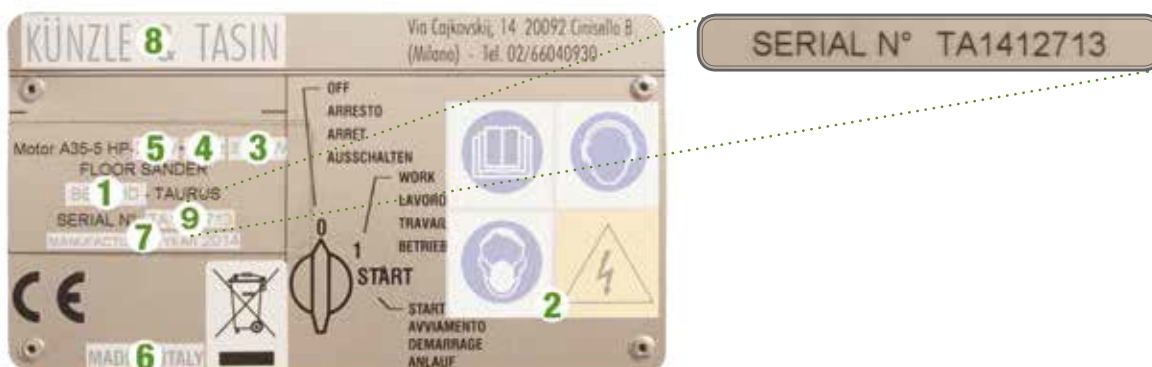 KÜNZLE & TASIN
8
Via Cajkovskij, 14 20092 Cinisello B.
(Milano) - Tel. 02/66040930
SERIAL N° TA1412713
Motor A35-5 HP-
5
4
3
FLOOR SANDER
1
- TAURUS
SERIAL N°
9
7
MANUFACTURING YEAR 2014
CE
6
MADE ITALY
OFF
ARRESTO
ARRET
AUSSCHALTEN
WORK
LAVORO
TRAVAIL
BETRIEB
0
1
START
START
AVVIAMENTO
DEMARRAGE
ANLAUF
2